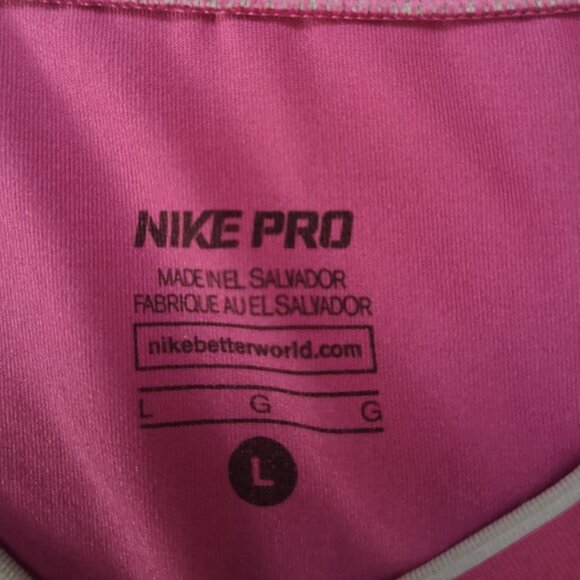 NIKE PRO
MADE IN EL SALVADOR
FABRIQUE AU EL SALVADOR
nikebetterworld.com
L G G
L